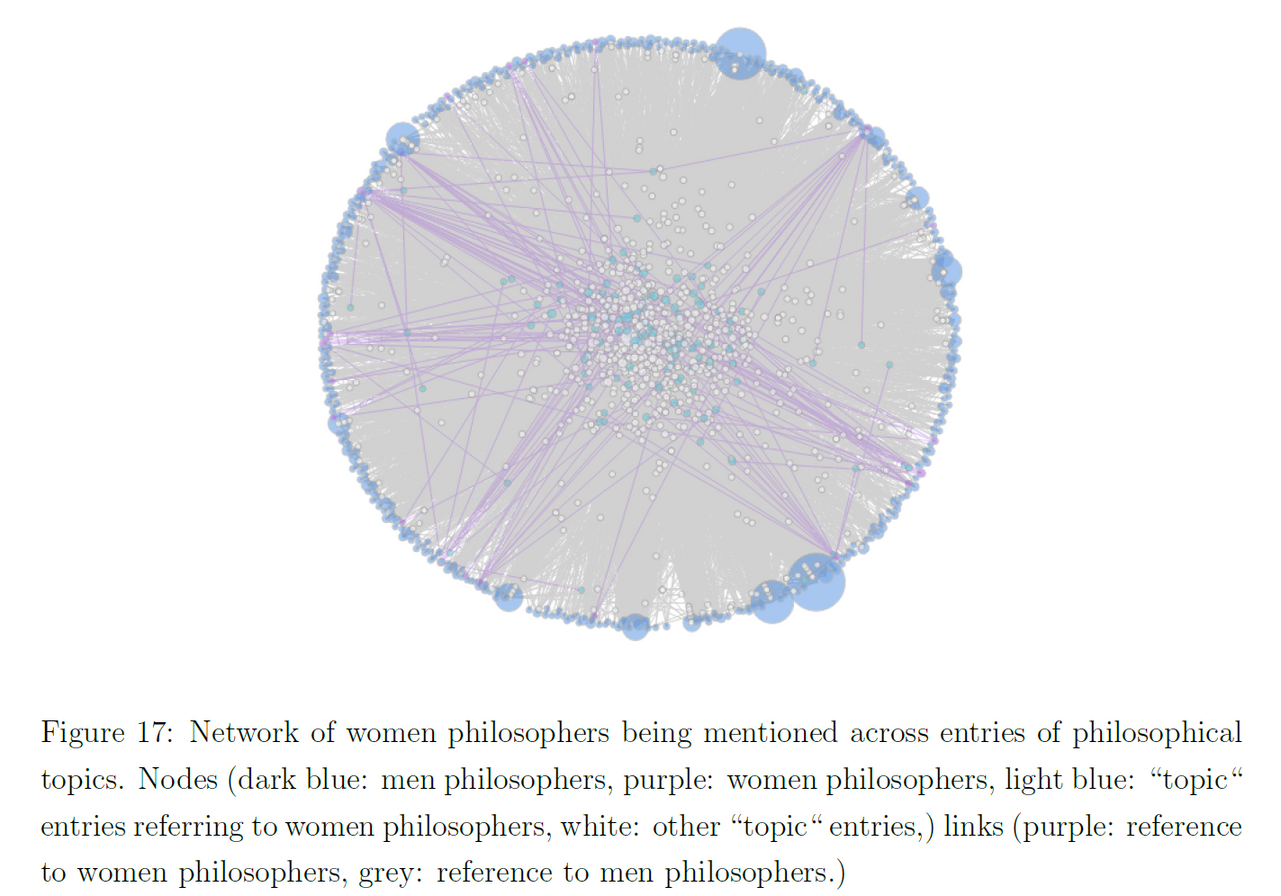 Figure 17: Network of women philosophers being mentioned across entries of philosophical
topics. Nodes (dark blue: men philosophers, purple: women philosophers, light blue: “topic“
entries referring to women philosophers, white: other “topic“ entries,) links (purple: reference
to women philosophers, grey: reference to men philosophers.)